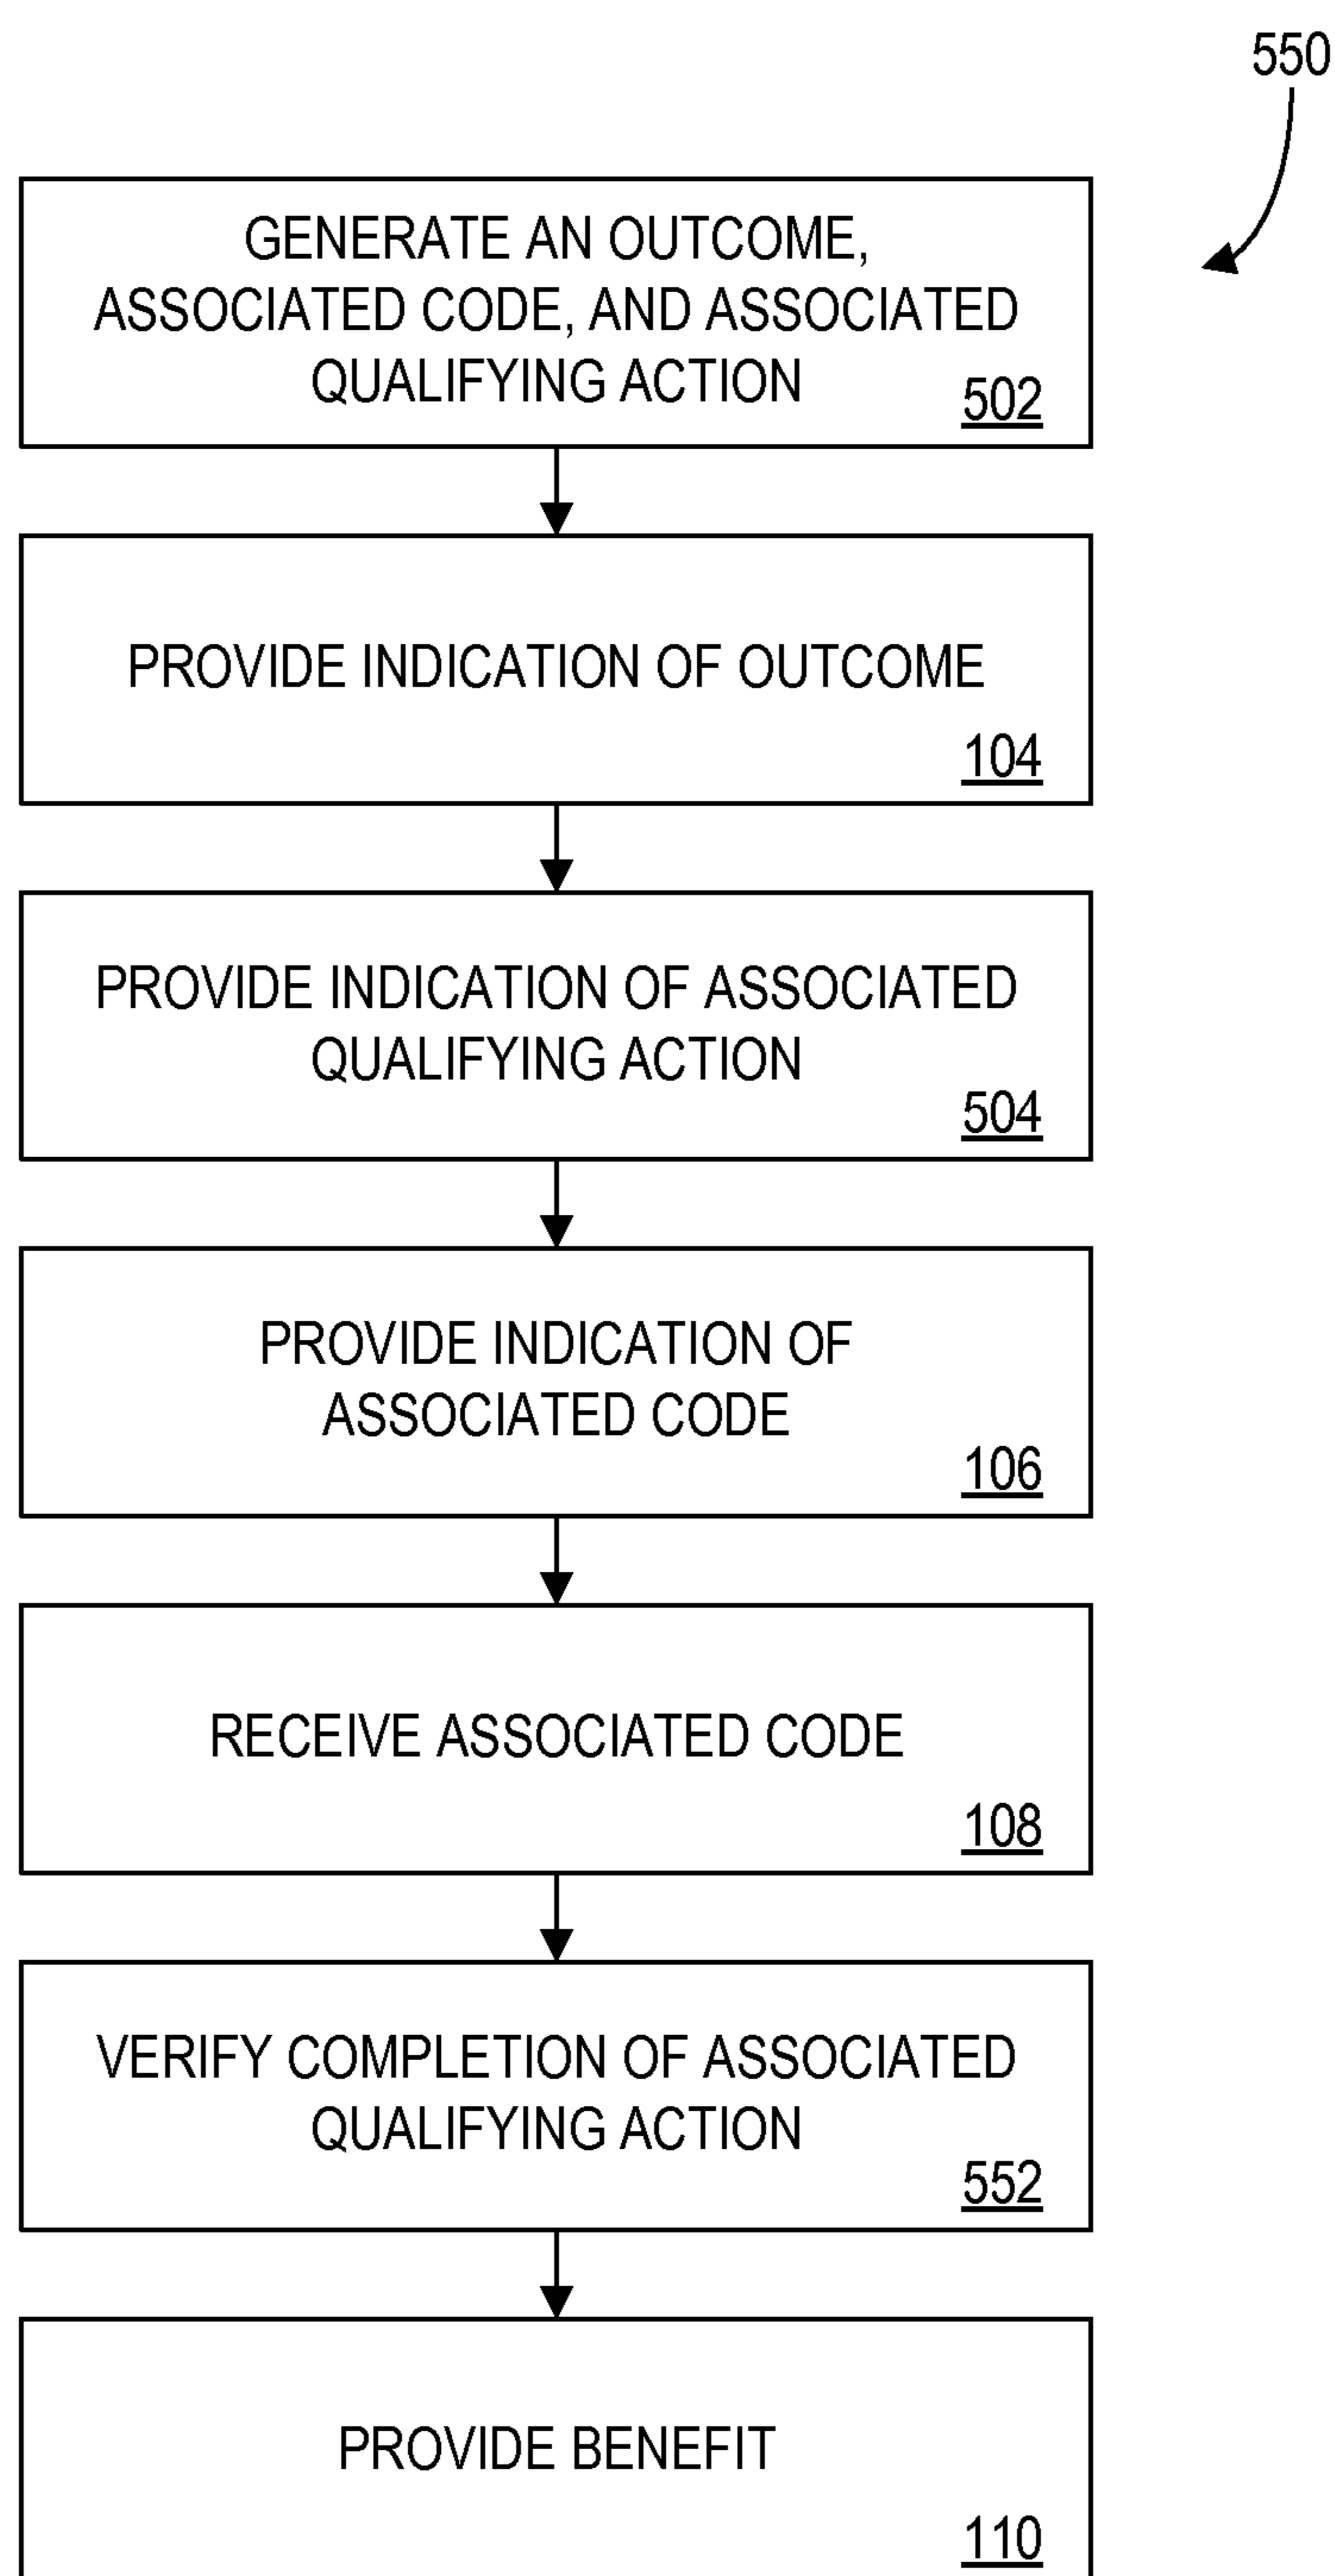 550
GENERATE AN OUTCOME,
ASSOCIATED CODE, AND ASSOCIATED
QUALIFYING ACTION
502
PROVIDE INDICATION OF OUTCOME
104
PROVIDE INDICATION OF ASSOCIATED
QUALIFYING ACTION
504
PROVIDE INDICATION OF
ASSOCIATED CODE
106
RECEIVE ASSOCIATED CODE
108
VERIFY COMPLETION OF ASSOCIATED
QUALIFYING ACTION
552
PROVIDE BENEFIT
110